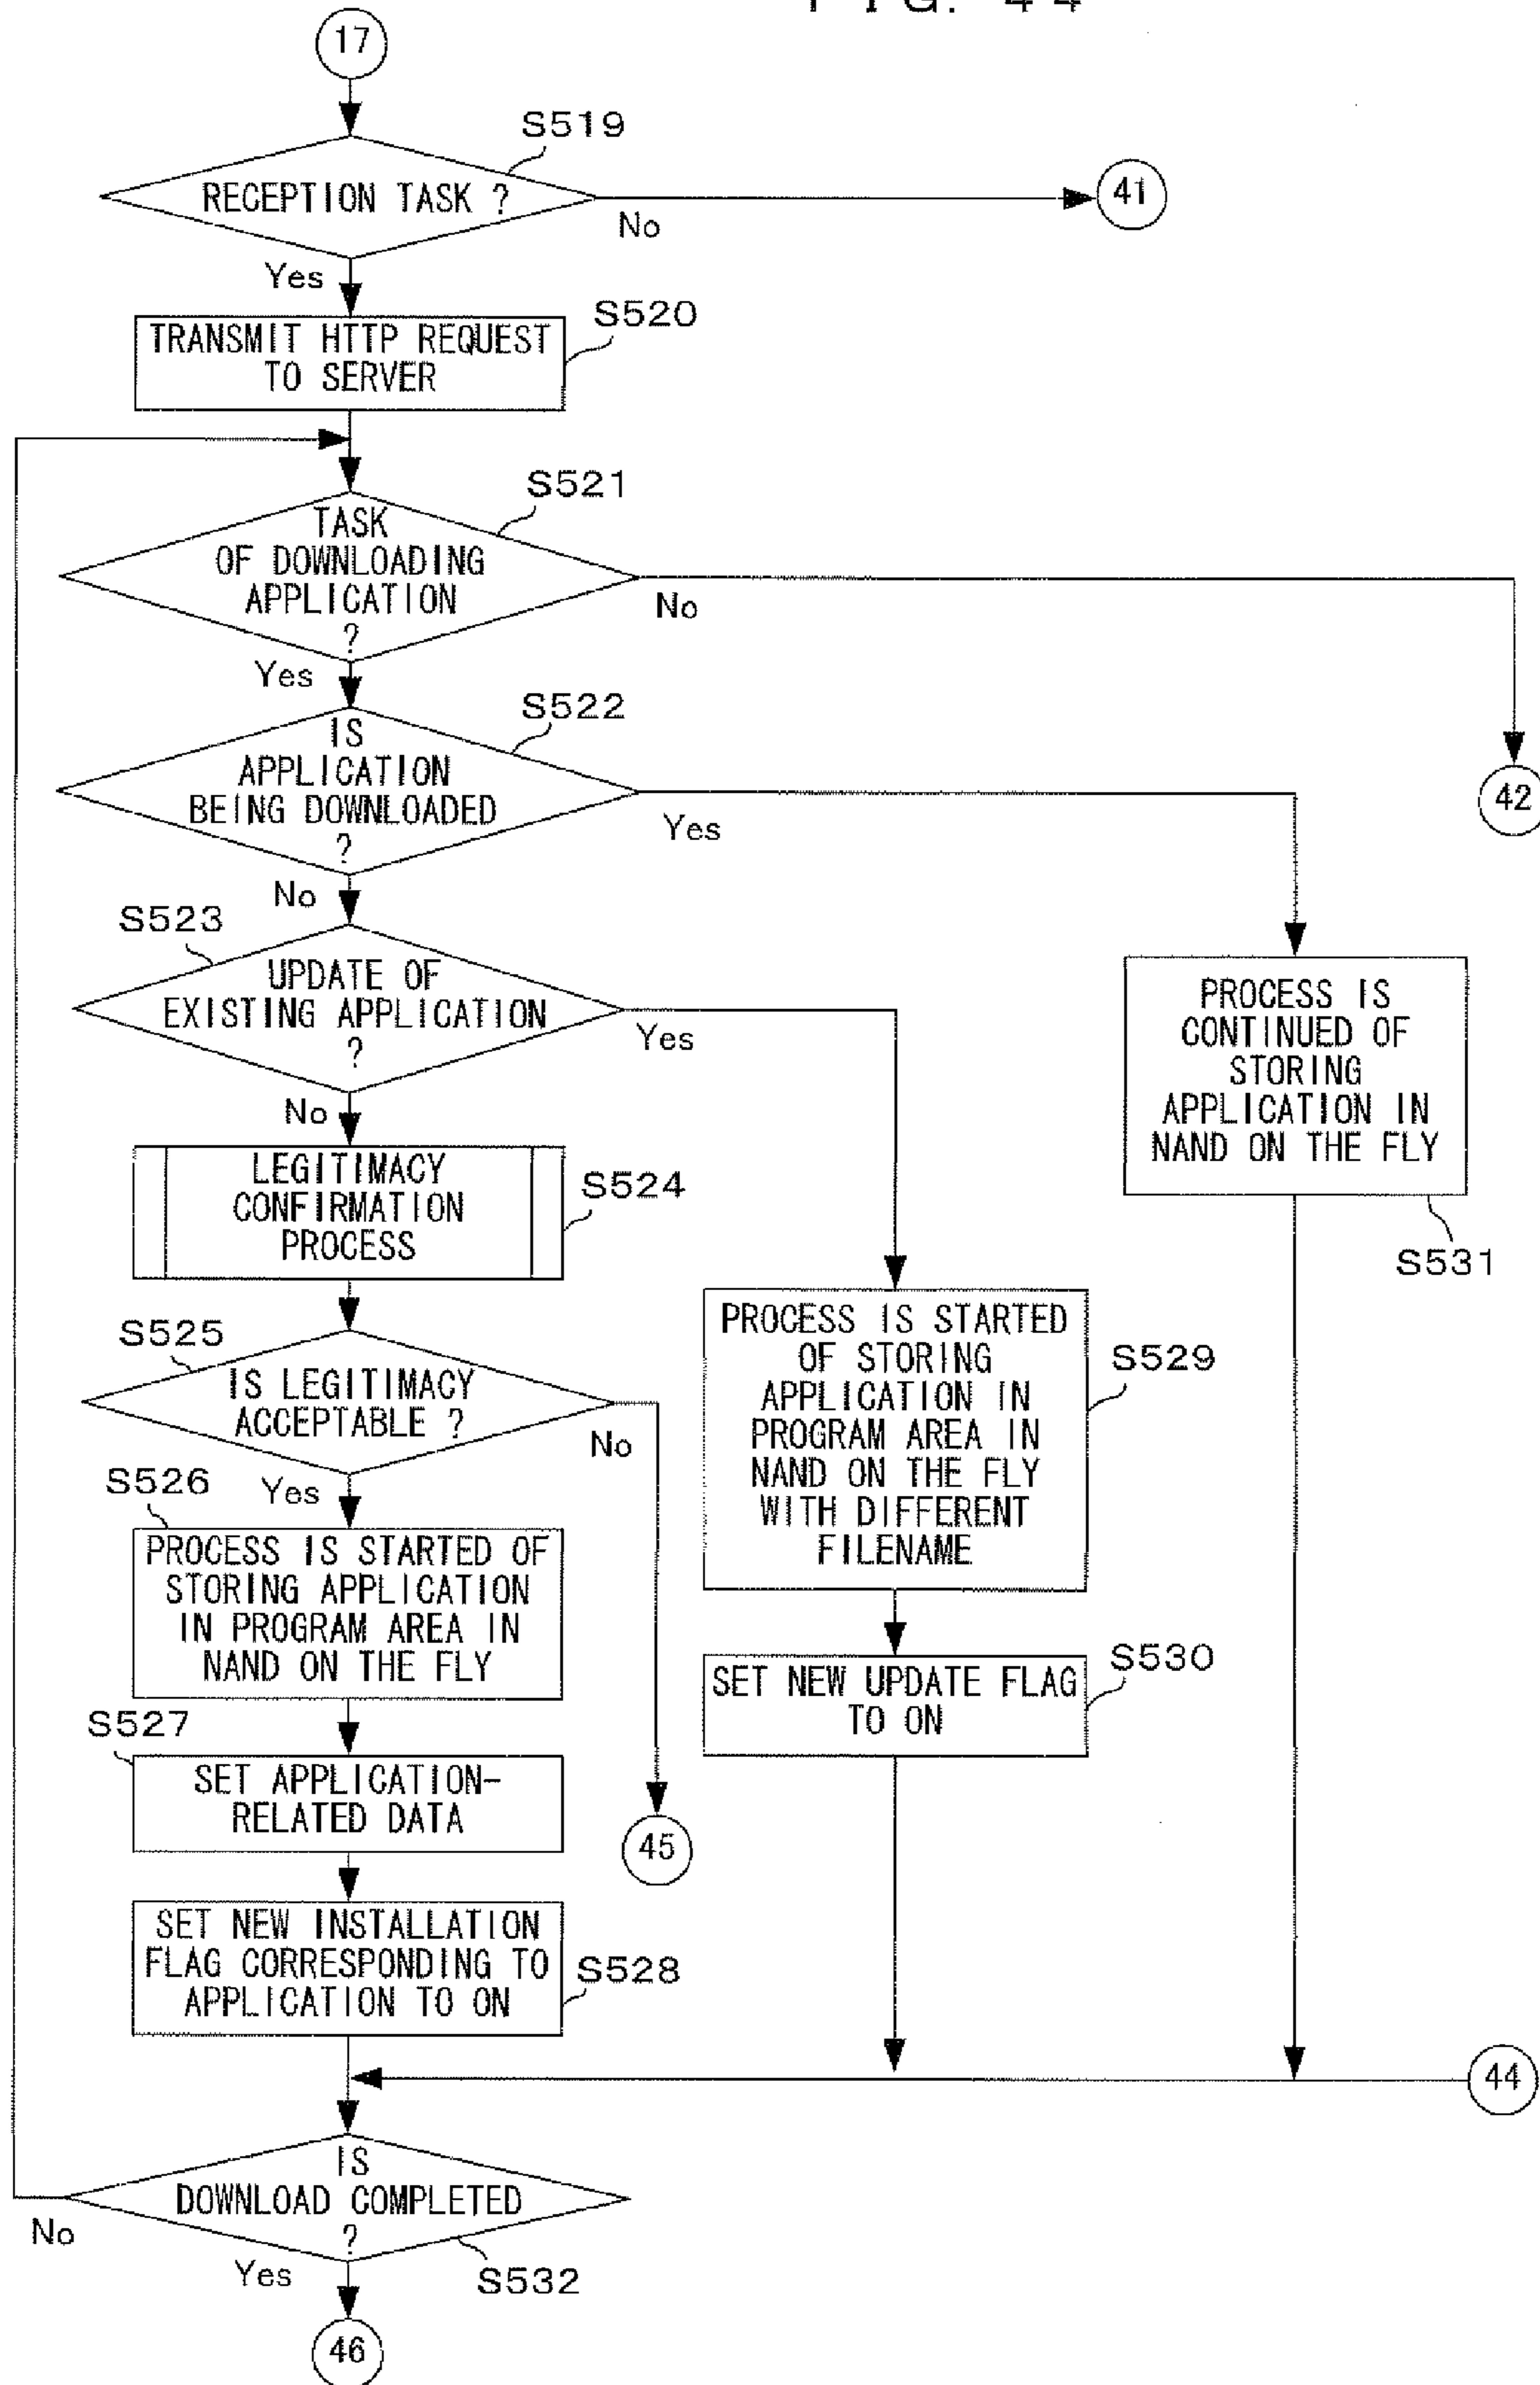 FIG. 44
17
S519
RECEPTION TASK ?
No
41
Yes
S520
TRANSMIT HTTP REQUEST
TO SERVER
S521
TASK
OF DOWNLOADING
APPLICATION
?
No
42
Yes
S522
IS
APPLICATION
BEING DOWNLOADED
?
Yes
No
S523
UPDATE OF
EXISTING APPLICATION
?
Yes
No
PROCESS IS
CONTINUED OF
STORING
APPLICATION IN
NAND ON THE FLY
S531
LEGITIMACY
CONFIRMATION
PROCESS
S524
S525
IS LEGITIMACY
ACCEPTABLE ?
No
Yes
PROCESS IS STARTED
OF STORING
APPLICATION IN
PROGRAM AREA IN
NAND ON THE FLY
WITH DIFFERENT
FILENAME
S529
S526
PROCESS IS STARTED OF
STORING APPLICATION
IN PROGRAM AREA IN
NAND ON THE FLY
SET NEW UPDATE FLAG
TO ON
S530
S527
SET APPLICATION-
RELATED DATA
45
SET NEW INSTALLATION
FLAG CORRESPONDING TO
APPLICATION TO ON
S528
44
IS
DOWNLOAD COMPLETED
?
No
Yes
S532
46